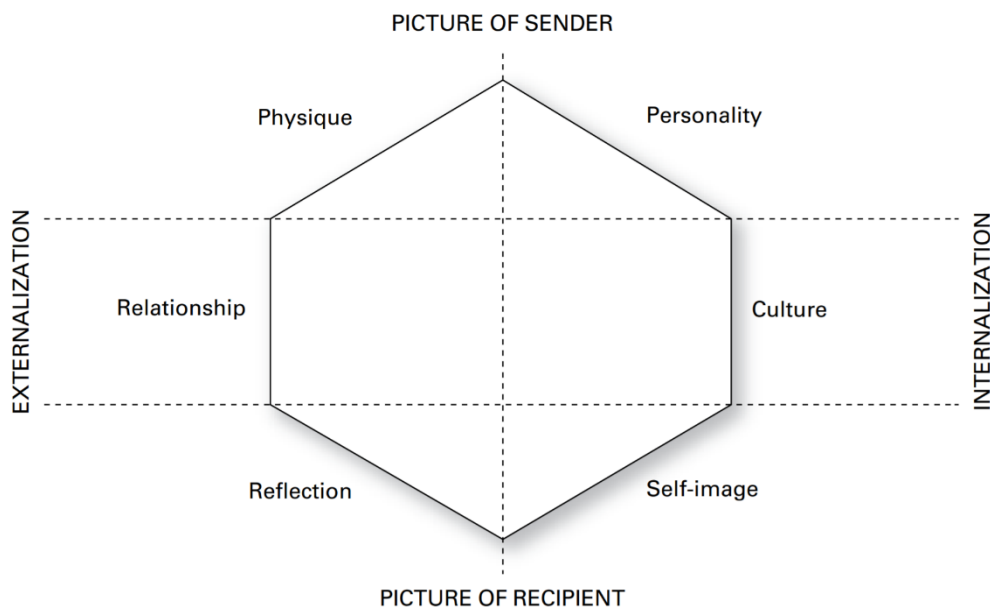 PICTURE OF SENDER
Physique
Personality
EXTERNALIZATION
Relationship
Culture
INTERNALIZATION
Reflection
Self-image
PICTURE OF RECIPIENT